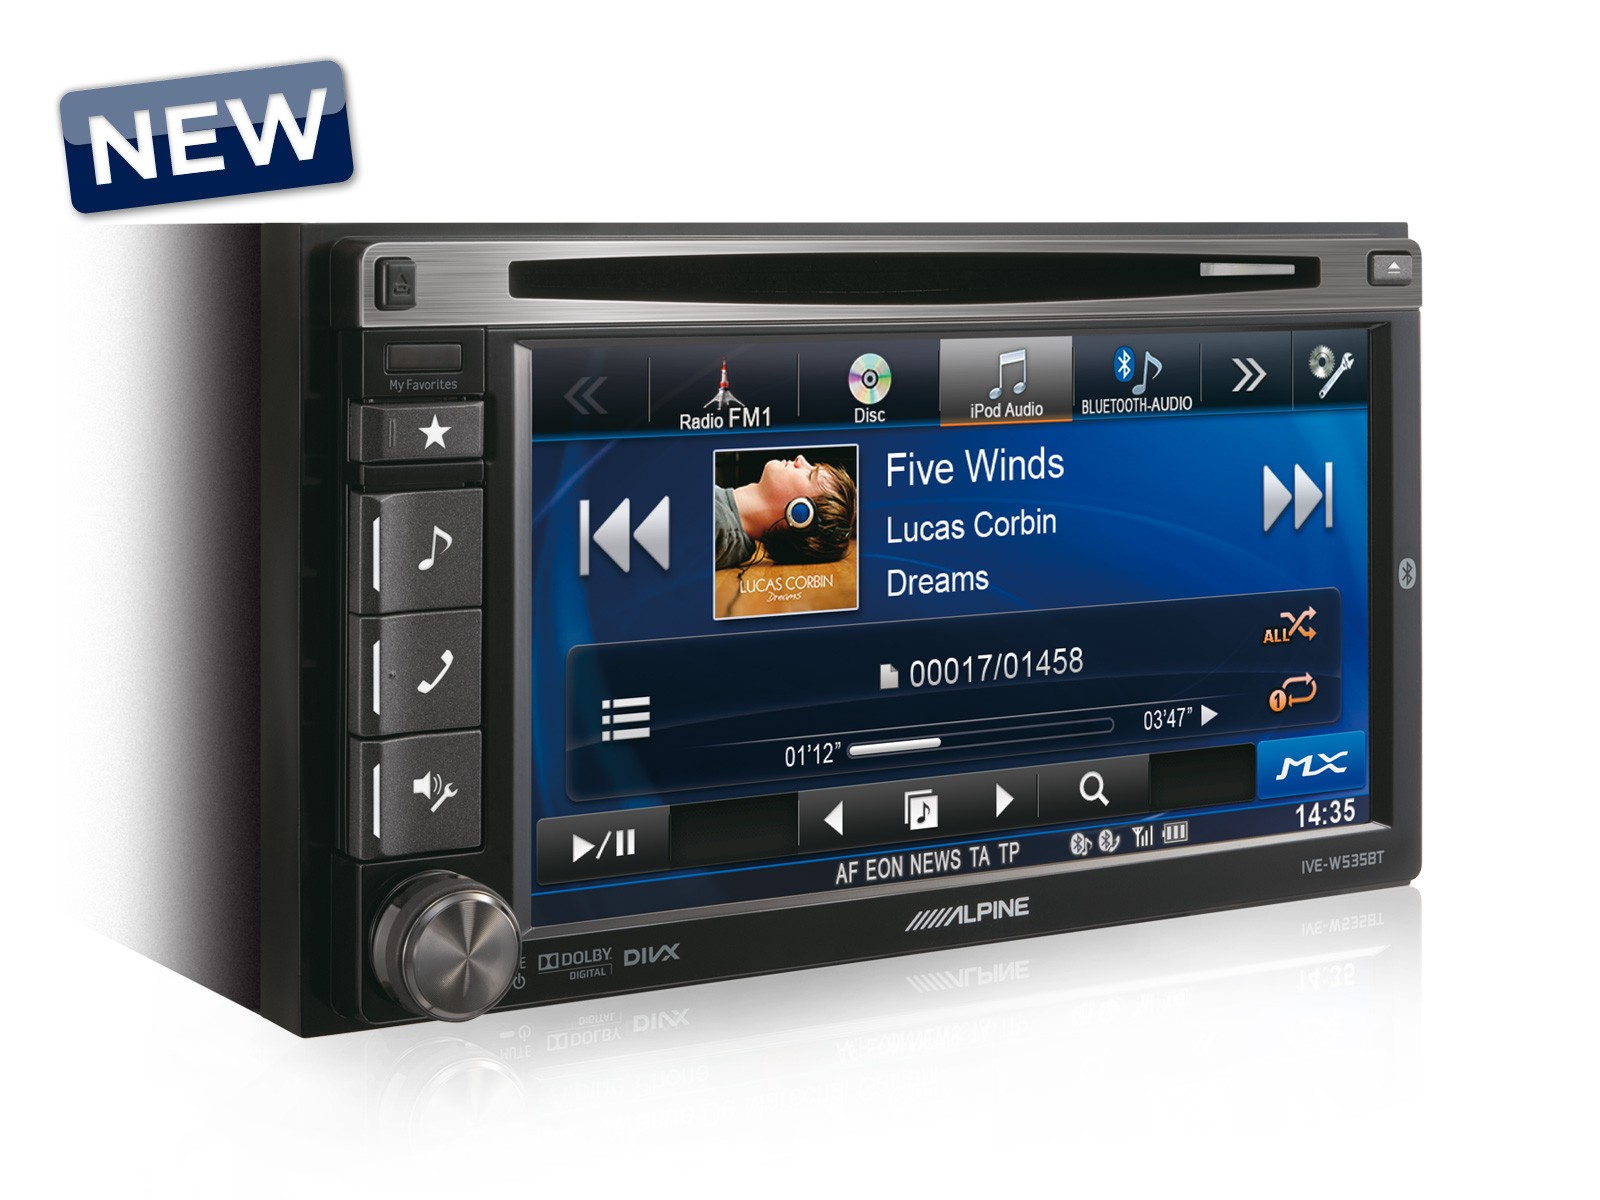 NEW
My Favorites
Radio FM1
Disc
iPod Audio
BLUETOOTH-AUDIO
Five Winds
Lucas Corbin
Dreams
LUCAS CORBIN
Dreams
00017/01458
ALL
1
01'12"
03'47"
MX
14:35
AF EON NEWS TA TP
IVE-W535BT
ALPINE
DOLBY
DIGITAL
DIVX